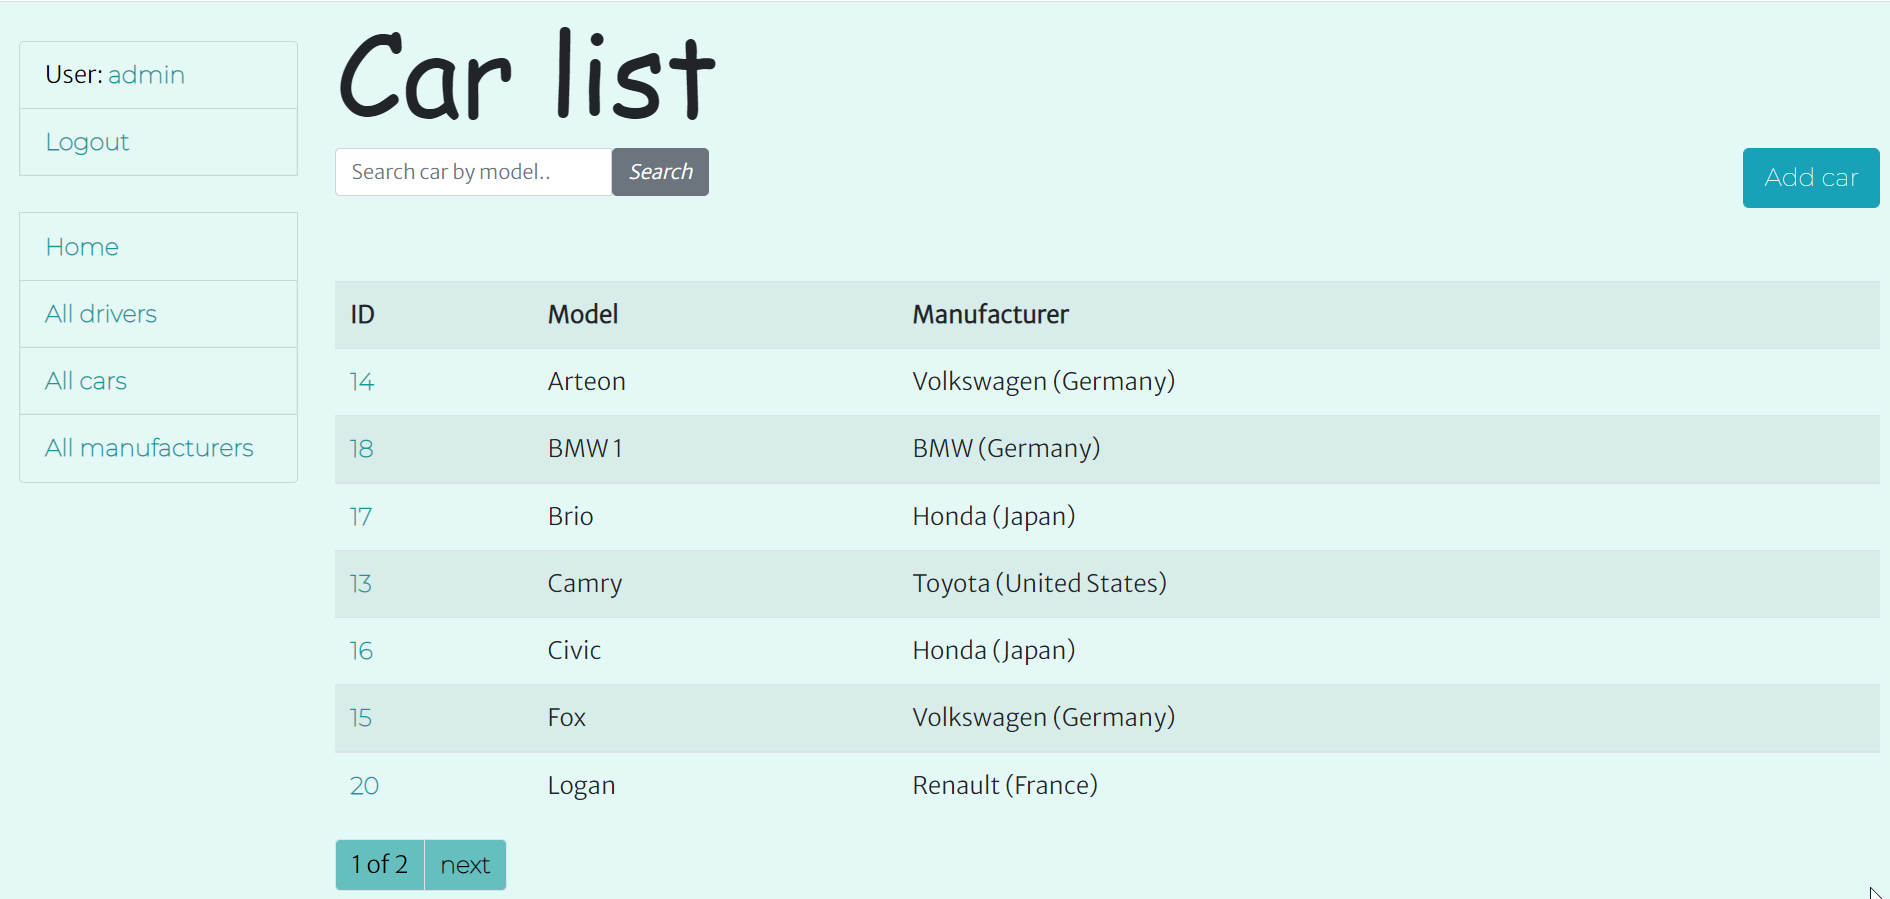 User: admin
Logout
Home
All drivers
All cars
All manufacturers
Car list
Search car by model.. Search
Add car
ID Model Manufacturer
14 Arteon Volkswagen (Germany)
18 BMW 1 BMW (Germany)
17 Brio Honda (Japan)
13 Camry Toyota (United States)
16 Civic Honda (Japan)
15 Fox Volkswagen (Germany)
20 Logan Renault (France)
1 of 2 next